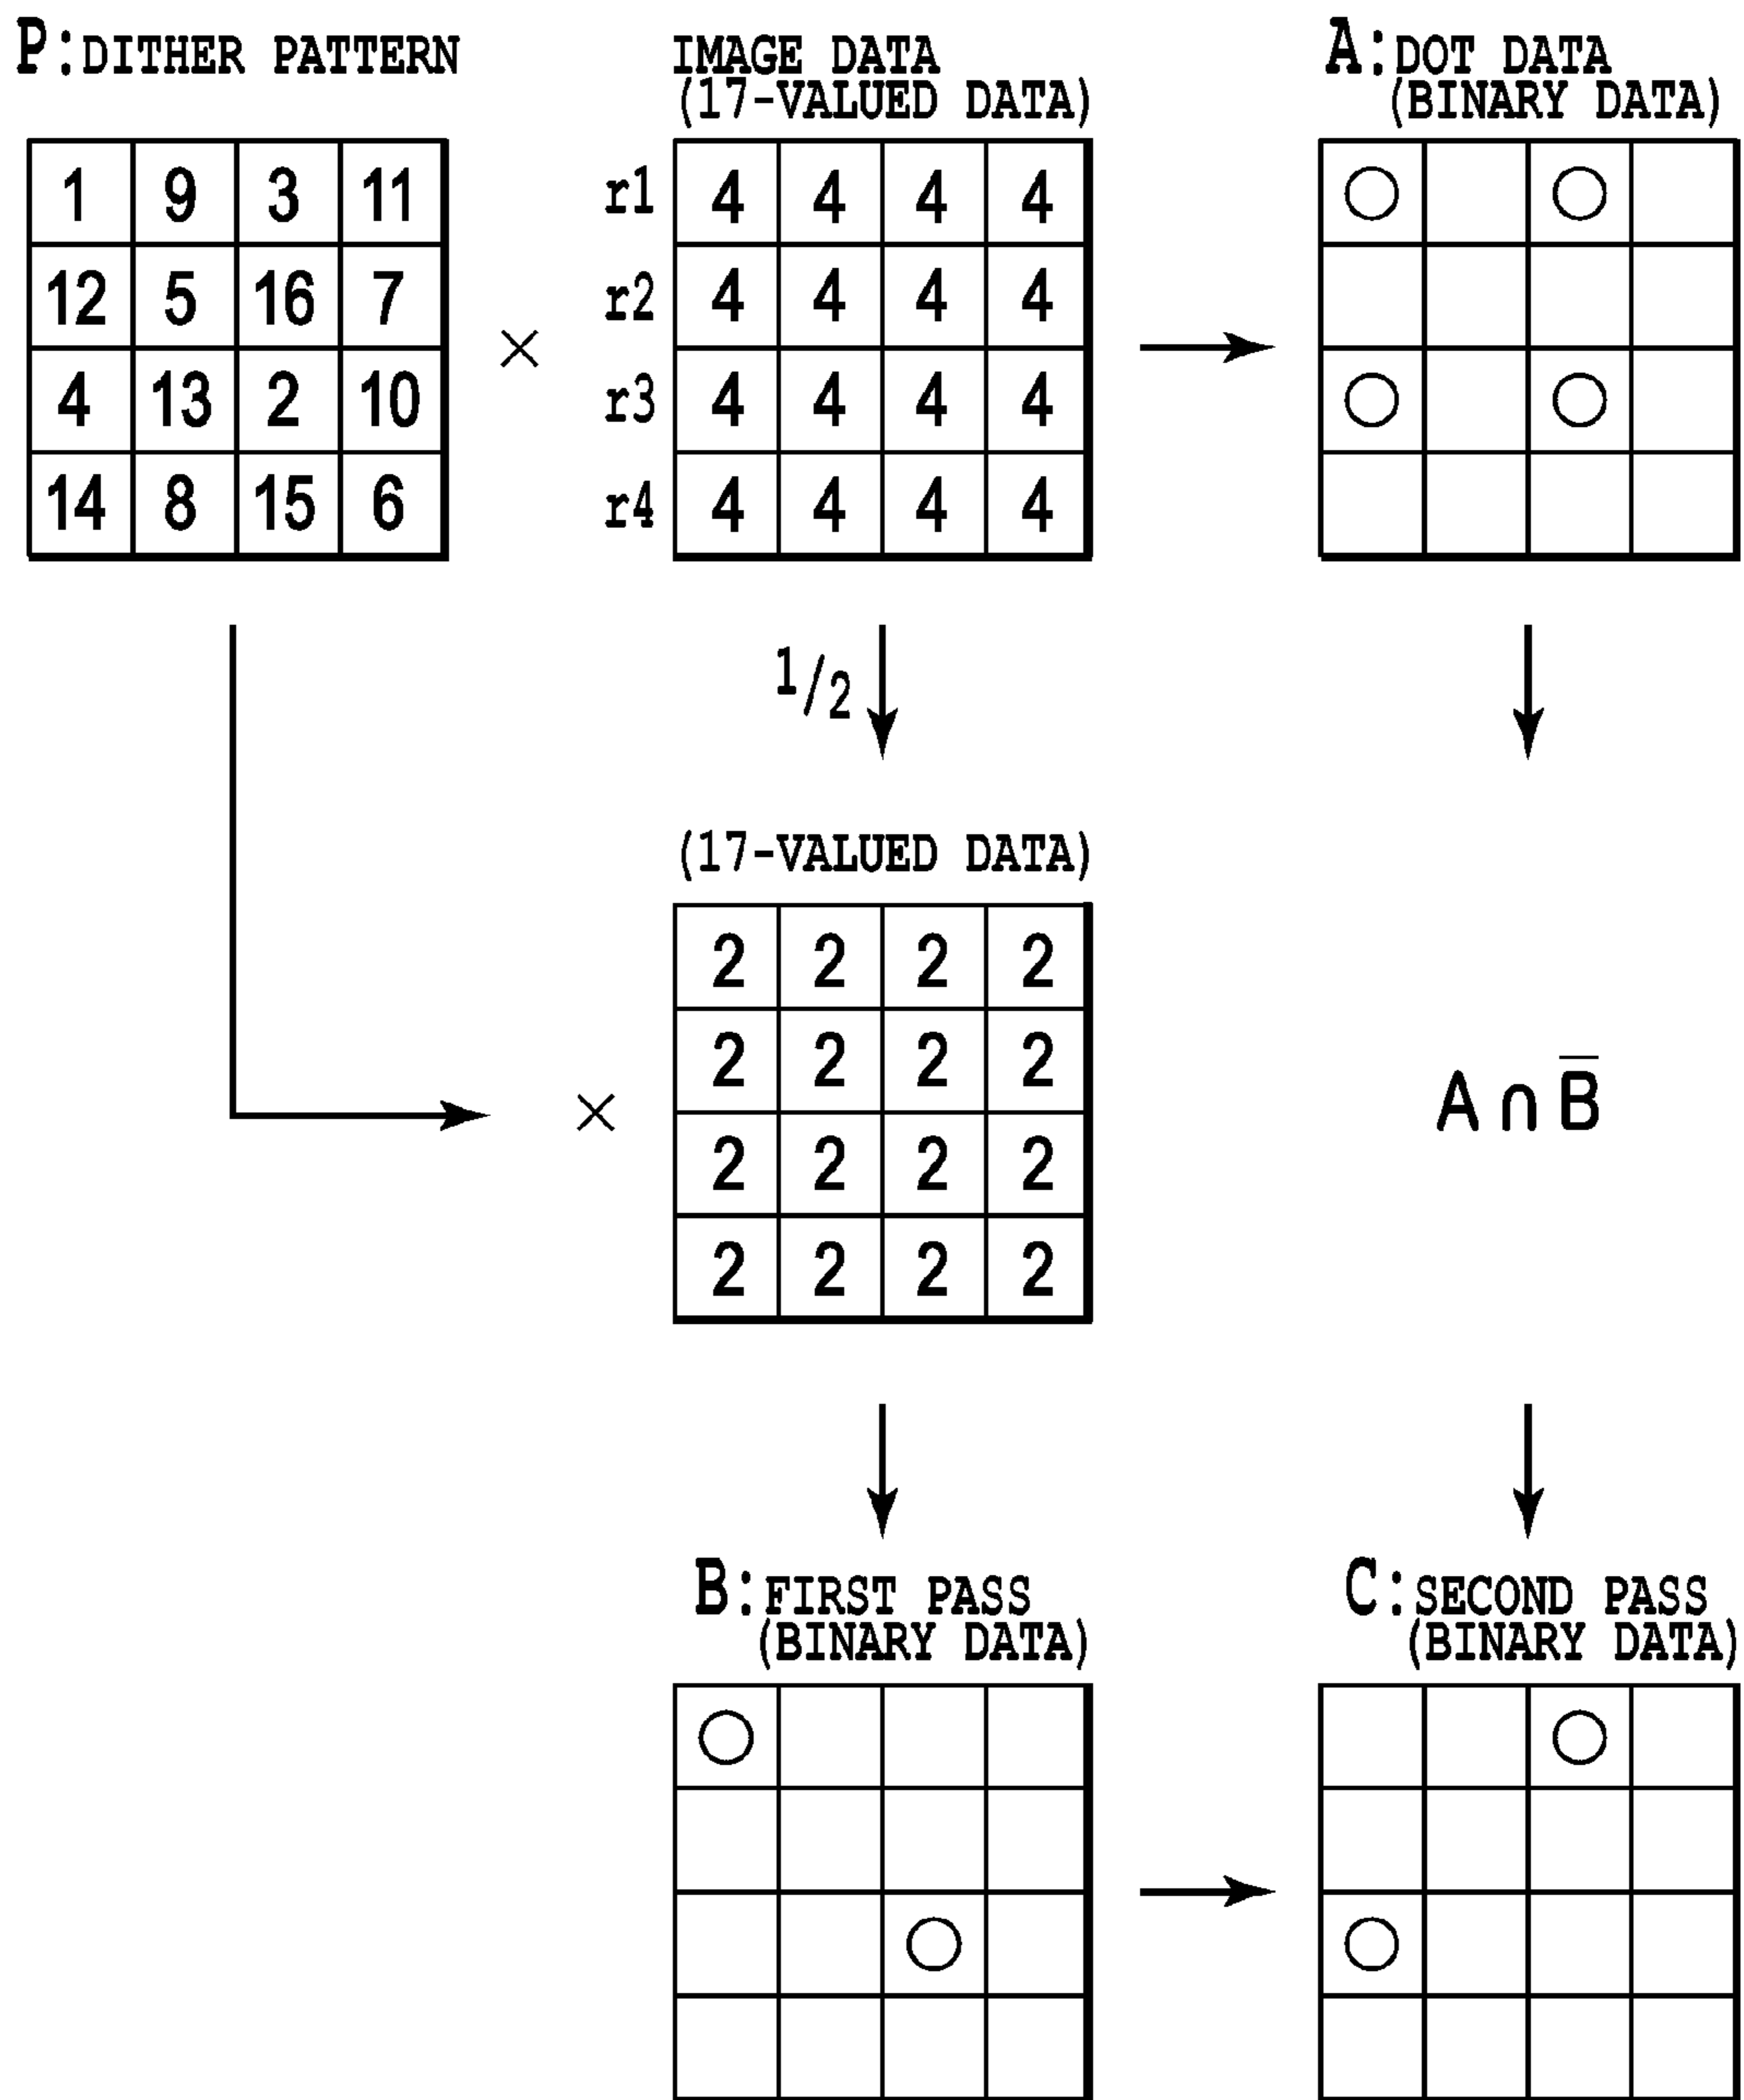 P:DITHER PATTERN
IMAGE DATA
(17-VALUED DATA)
A:DOT DATA
(BINARY DATA)
1 9 3 11
12 5 16 7
4 13 2 10
14 8 15 6
×
r1 4 4 4 4
r2 4 4 4 4
r3 4 4 4 4
r4 4 4 4 4
1/2
(17-VALUED DATA)
×
2 2 2 2
2 2 2 2
2 2 2 2
2 2 2 2
A∩B̅
B:FIRST PASS
(BINARY DATA)
C:SECOND PASS
(BINARY DATA)